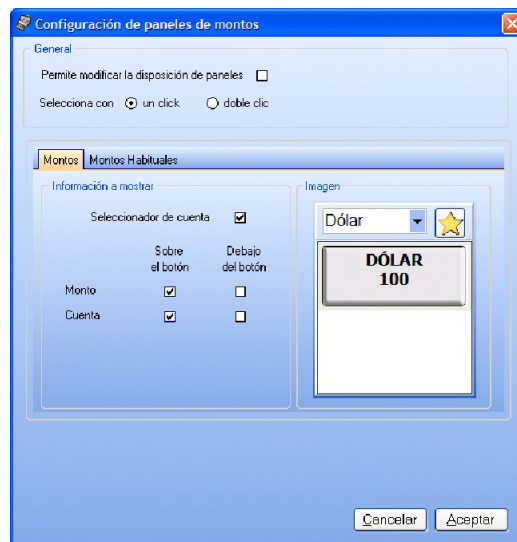 Configuración de paneles de montos
General
Permite modificar la disposición de paneles
Selecciona con un click doble clic
Montos Montos Habituales
Información a mostrar
Seleccionador de cuenta
Sobre el botón
Debajo del botón
Monto
Cuenta
Imagen
Dólar
DÓLAR
100
Cancelar Aceptar